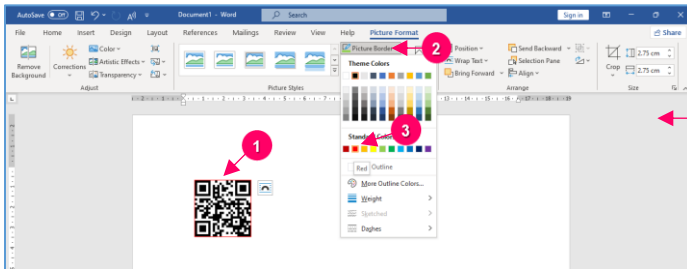 AutoSave Off Document1 - Word Search Sign in
File Home Insert Design Layout References Mailings Review View Help Picture Format Share
Remove Background
Corrections
Color
Artistic Effects
Transparency
Adjust
Picture Styles
Picture Border
Position
Wrap Text
Bring Forward
Send Backward
Selection Pane
Align
Arrange
Crop
2.75 cm
2.75 cm
Size
2
Theme Colors
3
Standard Colors
Red
Outline
More Outline Colors...
Weight
Sketched
Dashes
1